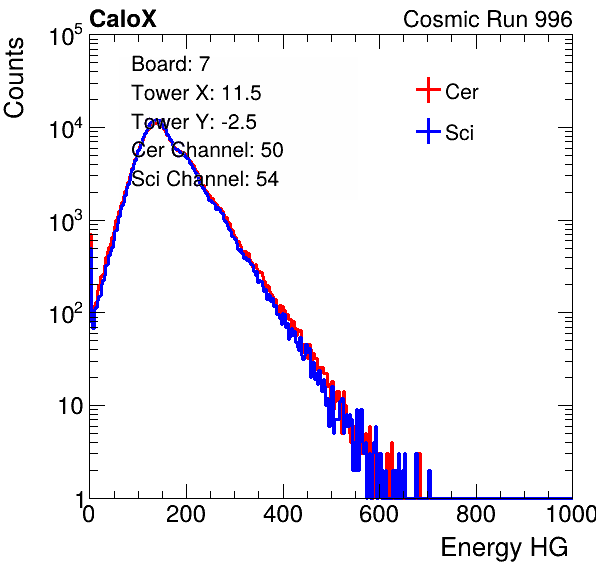 CaloX Cosmic Run 996
Counts
10^5
10^4
10^3
10^2
10
1
Board: 7
Tower X: 11.5
Tower Y: -2.5
Cer Channel: 50
Sci Channel: 54
Cer
Sci
0 200 400 600 800 1000
Energy HG